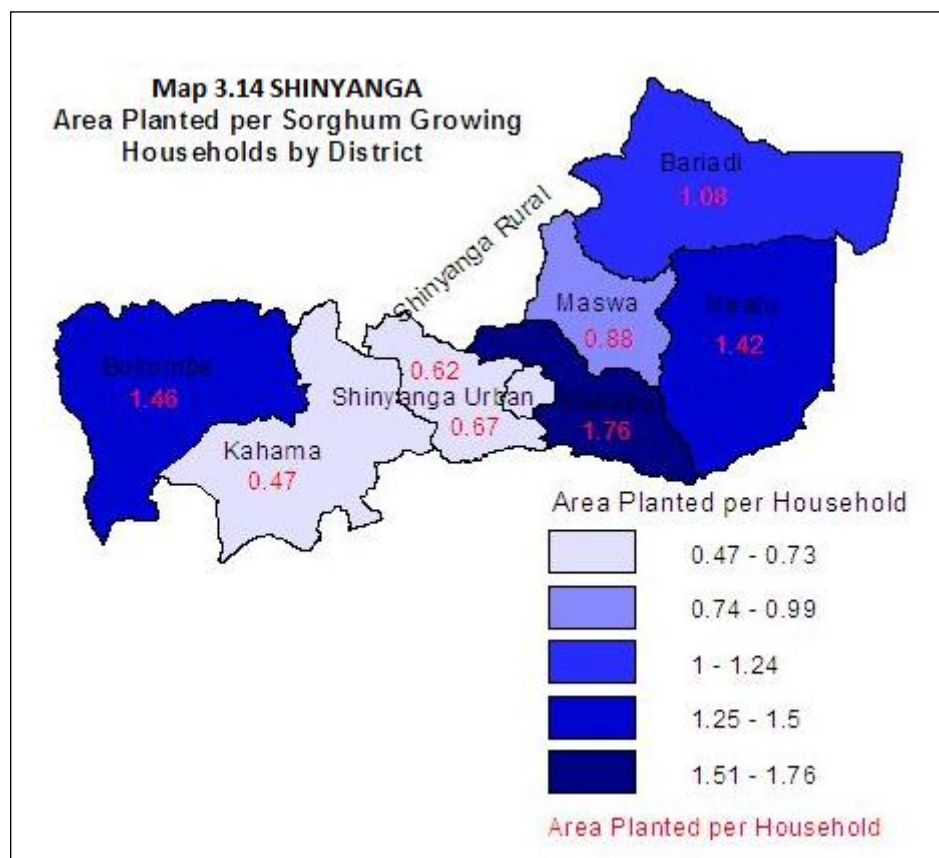 Map 3.14 SHINYANGA
Area Planted per Sorghum Growing
Households by District
Bariadi
1.08
Shinyanga Rural
Maswa
0.88
Meatu
1.42
Bukombe
1.46
0.62
Shinyanga Urban
0.67
Kishapu
1.76
Kahama
0.47
Area Planted per Household
0.47 - 0.73
0.74 - 0.99
1 - 1.24
1.25 - 1.5
1.51 - 1.76
Area Planted per Household